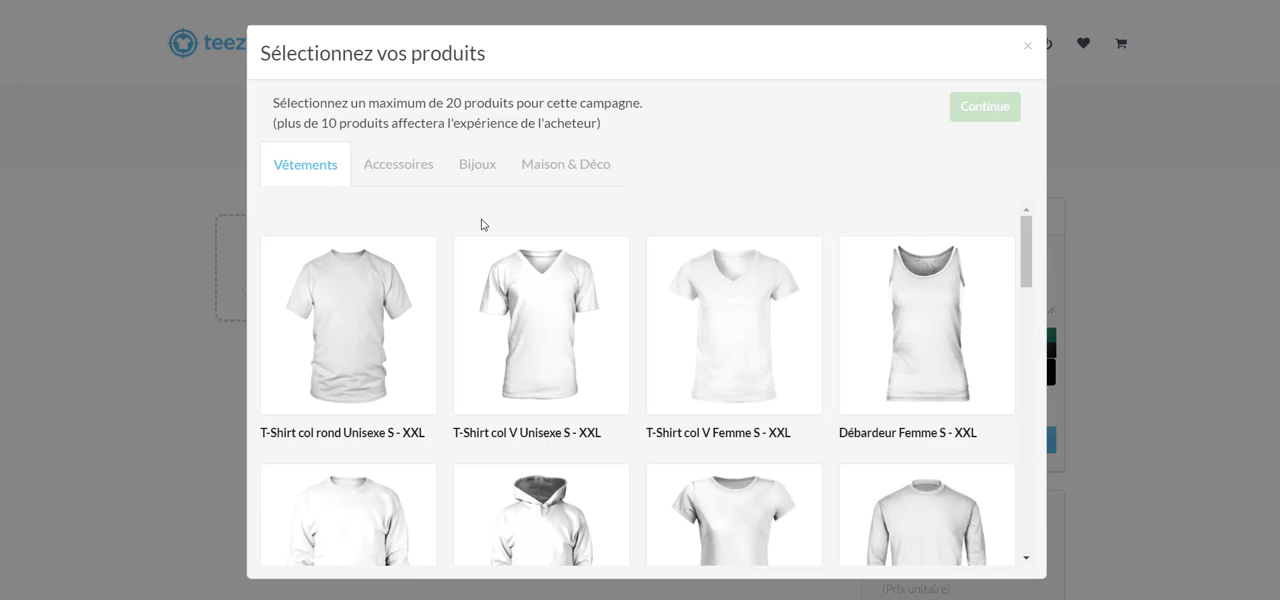 teez
Sélectionnez vos produits
×
Sélectionnez un maximum de 20 produits pour cette campagne.
(plus de 10 produits affectera l'expérience de l'acheteur)
Continue
Vêtements
Accessoires
Bijoux
Maison & Déco
T-Shirt col rond Unisexe S - XXL
T-Shirt col V Unisexe S - XXL
T-Shirt col V Femme S - XXL
Débardeur Femme S - XXL
(Prix unitaire)